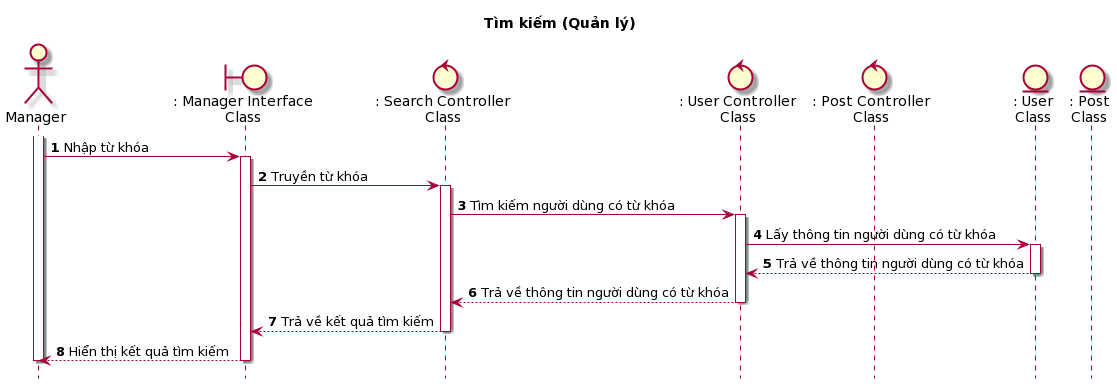 Tìm kiếm (Quản lý)
Manager
: Manager Interface
Class
: Search Controller
Class
: User Controller
Class
: Post Controller
Class
: User
Class
: Post
Class
1 Nhập từ khóa
2 Truyền từ khóa
3 Tìm kiếm người dùng có từ khóa
4 Lấy thông tin người dùng có từ khóa
5 Trả về thông tin người dùng có từ khóa
6 Trả về thông tin người dùng có từ khóa
7 Trả về kết quả tìm kiếm
8 Hiển thị kết quả tìm kiếm